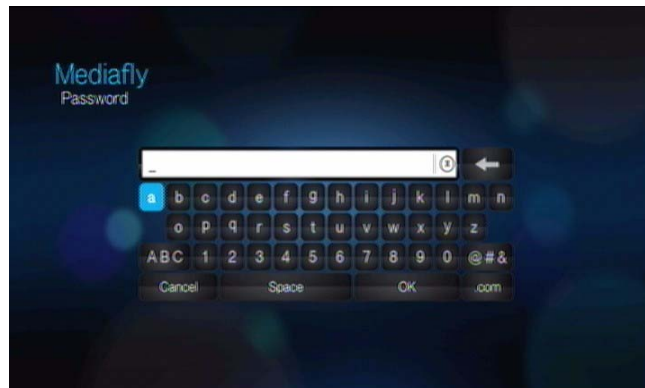 Mediafly
Password
_
a b c d e f g h i j k l m n
o p q r s t u v w x y z
ABC 1 2 3 4 5 6 7 8 9 0 @#&
Cancel Space OK .com